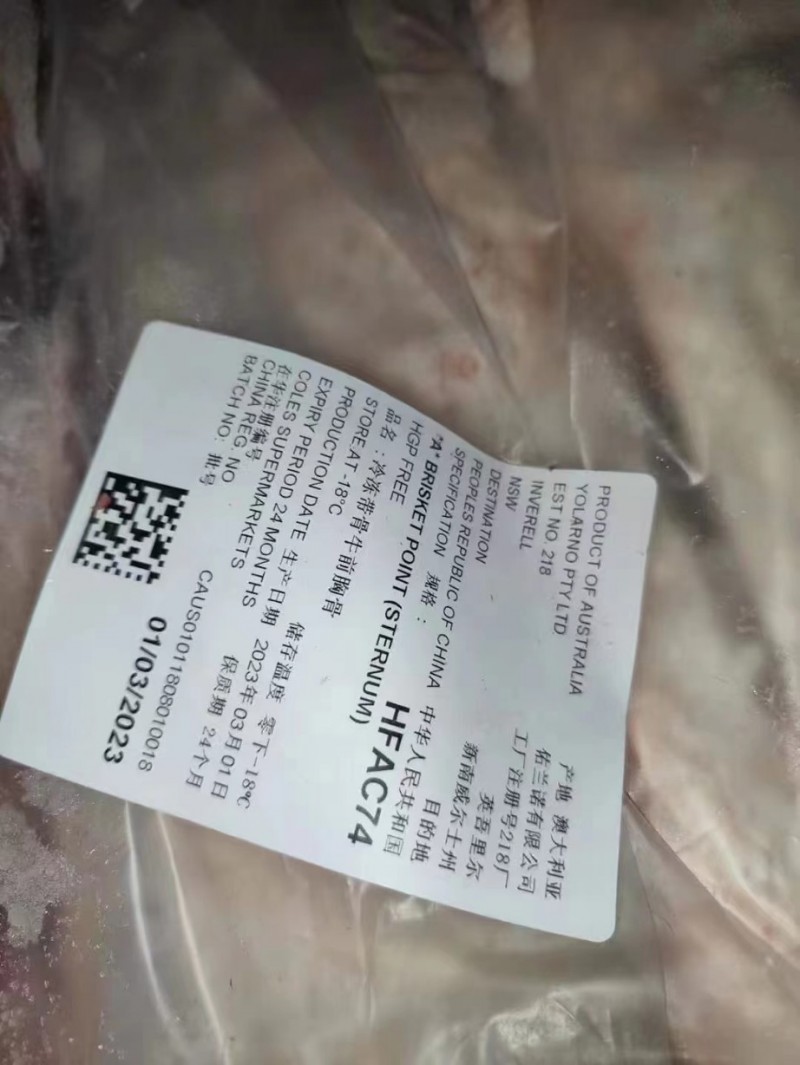 PRODUCT OF AUSTRALIA 产地 澳大利亚
YOLARNO PTY LTD 佑兰诺有限公司
EST NO. 218 工厂注册号218厂
INVERELL 英吾里尔
NSW 新南威尔士州
DESTINATION 目的地
PEOPLES REPUBLIC OF CHINA 中华人民共和国
SPECIFICATION 规格：
*A* BRISKET POINT (STERNUM) HFAC74
HGP FREE
品名：冷冻带骨牛前胸骨
STORE AT -18°C 储存温度 零下-18℃
PRODUCTION DATE 生产日期 2023年03月01日
EXPIRY PERIOD 24 MONTHS 保质期 24个月
COLES SUPERMARKETS
在华注册编号
CHINA REG. NO CAUS01011808010018
BATCH NO: 批号 01/03/2023